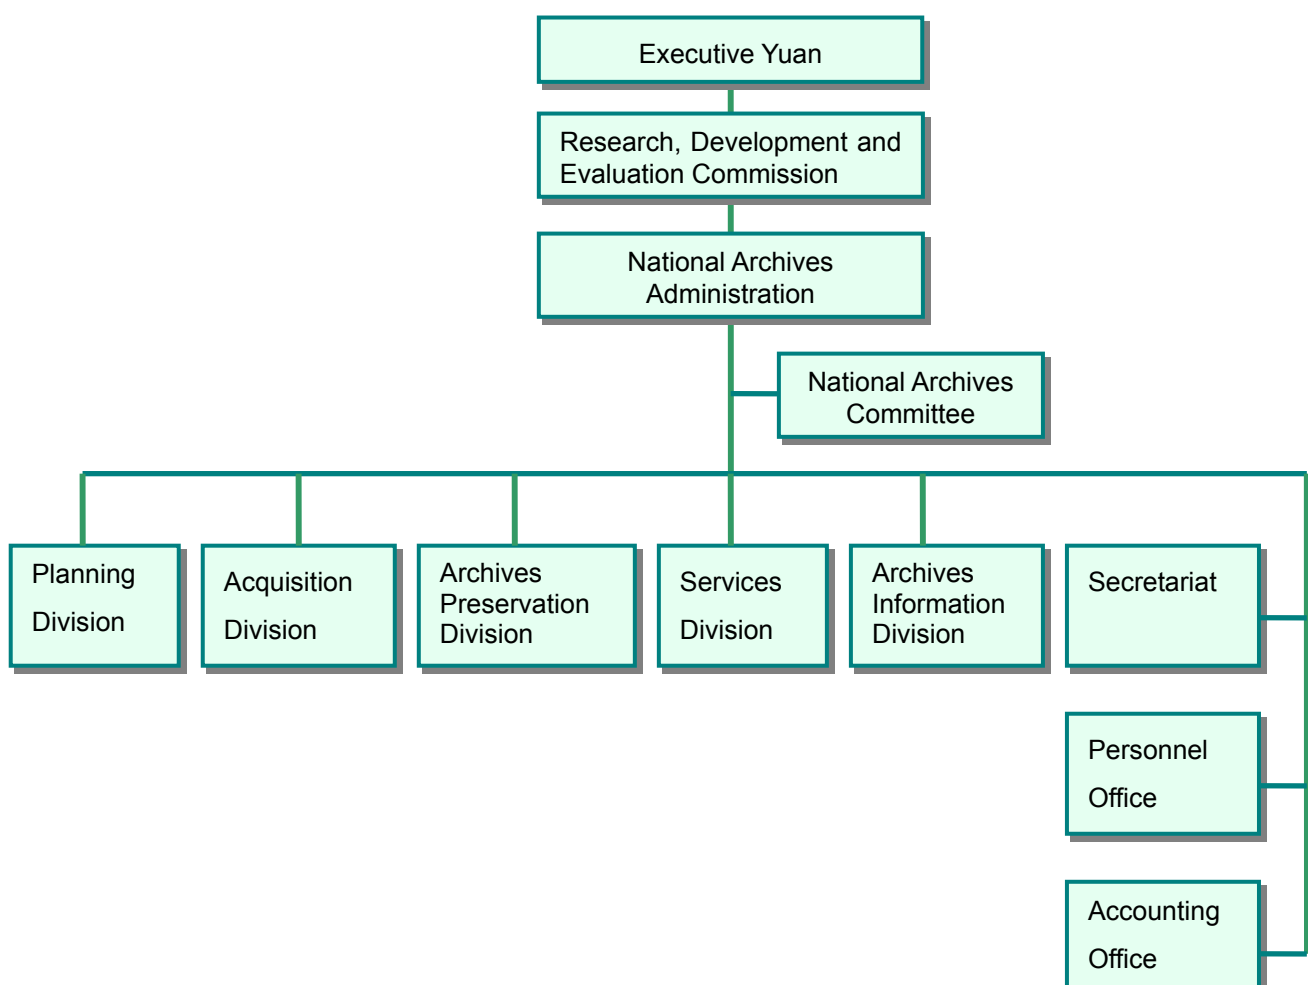 Executive Yuan
Research, Development and
Evaluation Commission
National Archives
Administration
National Archives
Committee
Planning
Division
Acquisition
Division
Archives
Preservation
Division
Services
Division
Archives
Information
Division
Secretariat
Personnel
Office
Accounting
Office